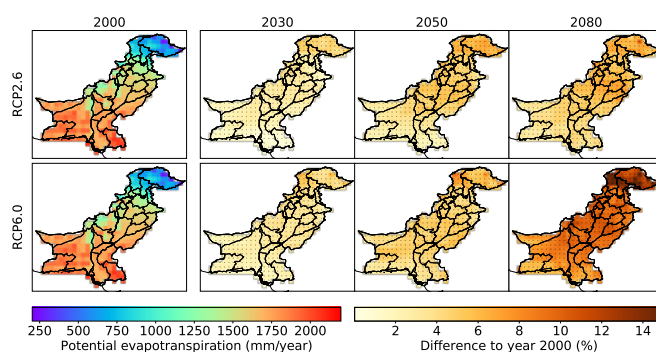 2000 2030 2050 2080
RCP2.6
RCP6.0
250 500 750 1000 1250 1500 1750 2000
Potential evapotranspiration (mm/year)
2 4 6 8 10 12 14
Difference to year 2000 (%)